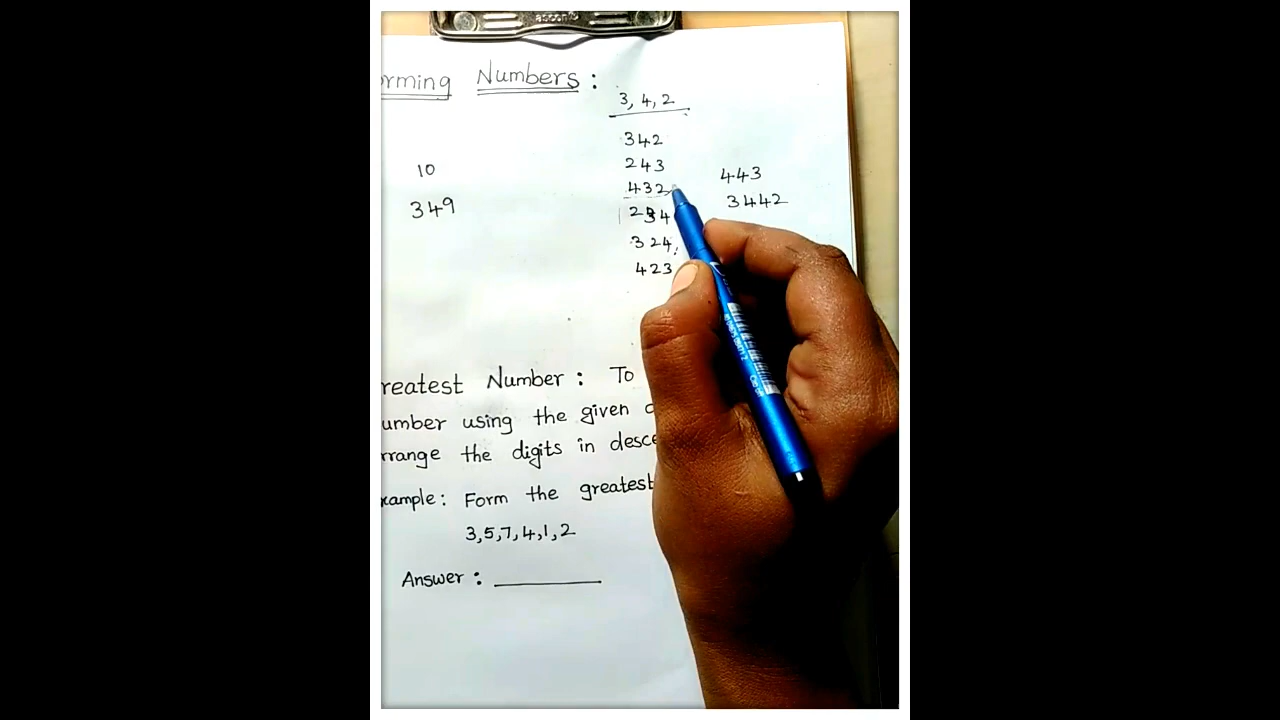 ascon
orming Numbers :
3, 4, 2
342
243
432
234
324
423
10
349
443
3442
reatest Number : To
umber using the given
rrange the digits in desce
xample : Form the greatest
3,5,7,4,1,2
Answer :